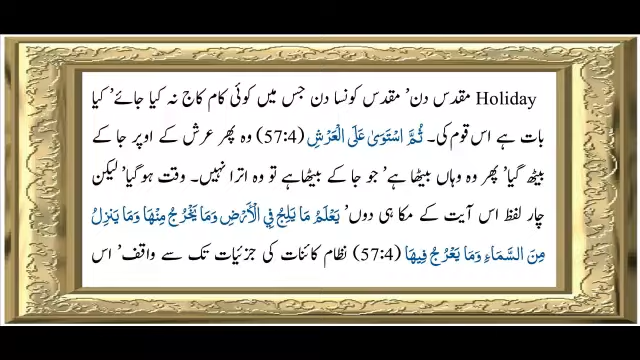 Holiday مقدس دن’ مقدس کونسا دن جس میں کوئی کام کاج نہ کیا جائے’ کیا
بات ہے اس قوم کی۔ ثُمَّ اسْتَوَىٰ عَلَى الْعَرْشِ (57:4) وہ پھر عرش کے اوپر جا کے
بیٹھ گیا’ پھر وہ وہاں بیٹھا ہے’ جو جا کے بیٹھا ہے تو وہ اترا نہیں۔ وقت ہو گیا’ لیکن
چار لفظ اس آیت کے مکا ہی دوں’ يَعْلَمُ مَا يَلِجُ فِي الْأَرْضِ وَمَا يَخْرُجُ مِنْهَا وَمَا يَنزِلُ
مِنَ السَّمَاءِ وَمَا يَعْرُجُ فِيهَا (57:4) نظام کائنات کی جزئیات تک سے واقف’ اس